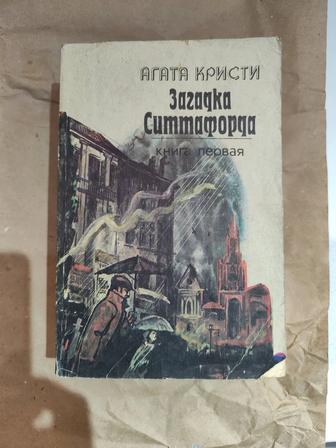 АГАТА КРИСТИ
Загадка
Ситтафорда
книга первая